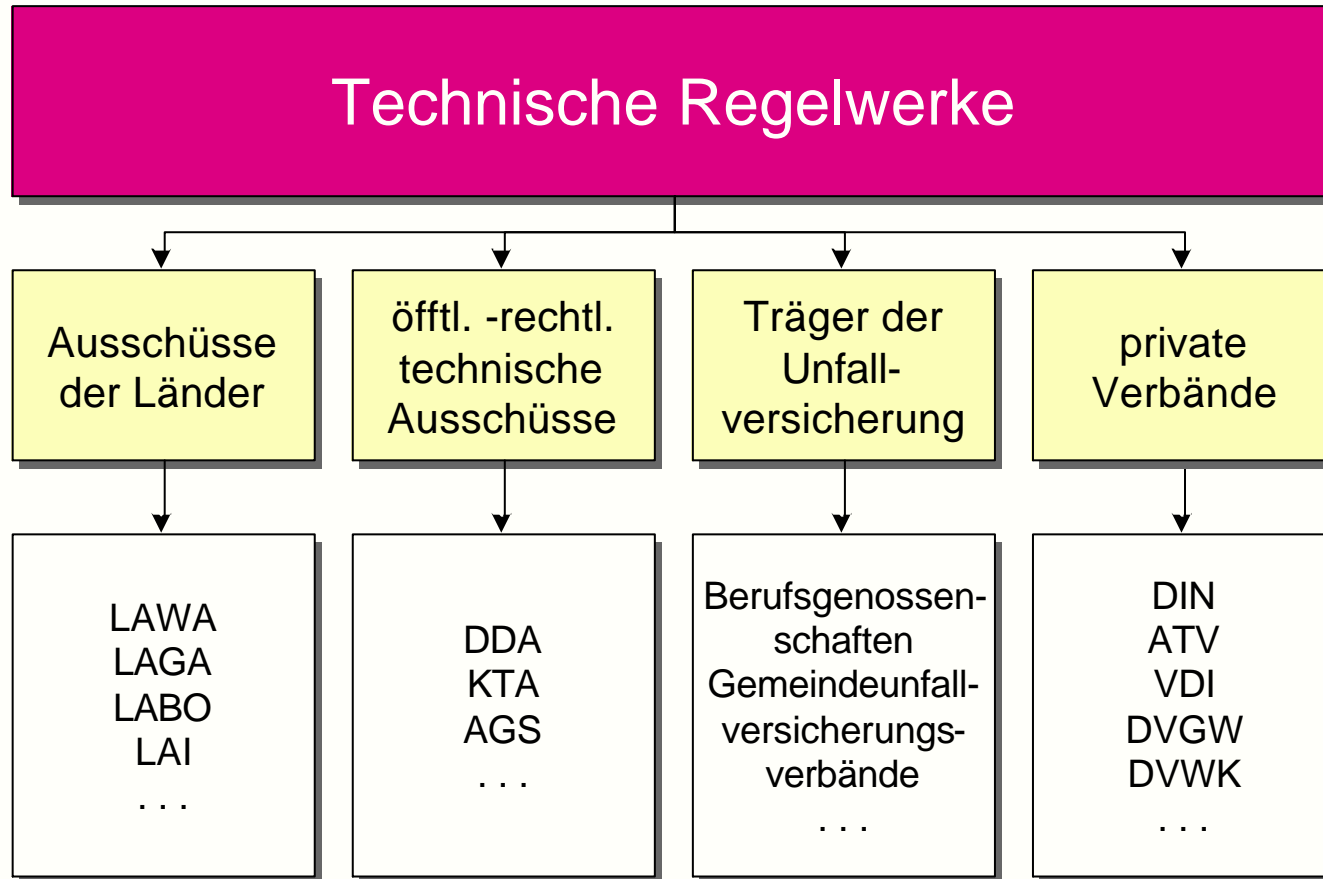 Technische Regelwerke
Ausschüsse
der Länder
öfftl. -rechtl.
technische
Ausschüsse
Träger der
Unfall-
versicherung
private
Verbände
LAWA
LAGA
LABO
LAI
. . .
DDA
KTA
AGS
. . .
Berufsgenossen-
schaften
Gemeindeunfall-
versicherungs-
verbände
. . .
DIN
ATV
VDI
DVGW
DVWK
. . .